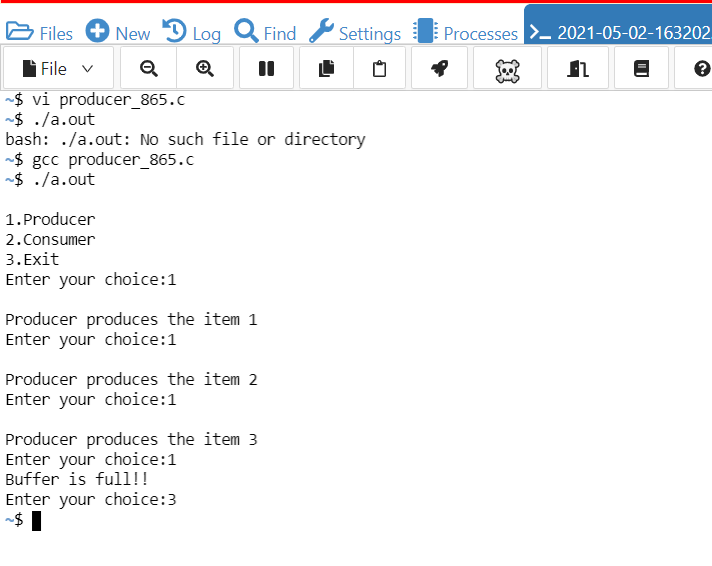 Files New Log Find Settings Processes 2021-05-02-163202
File
~$ vi producer_865.c
~$ ./a.out
bash: ./a.out: No such file or directory
~$ gcc producer_865.c
~$ ./a.out
1.Producer
2.Consumer
3.Exit
Enter your choice:1
Producer produces the item 1
Enter your choice:1
Producer produces the item 2
Enter your choice:1
Producer produces the item 3
Enter your choice:1
Buffer is full!!
Enter your choice:3
~$